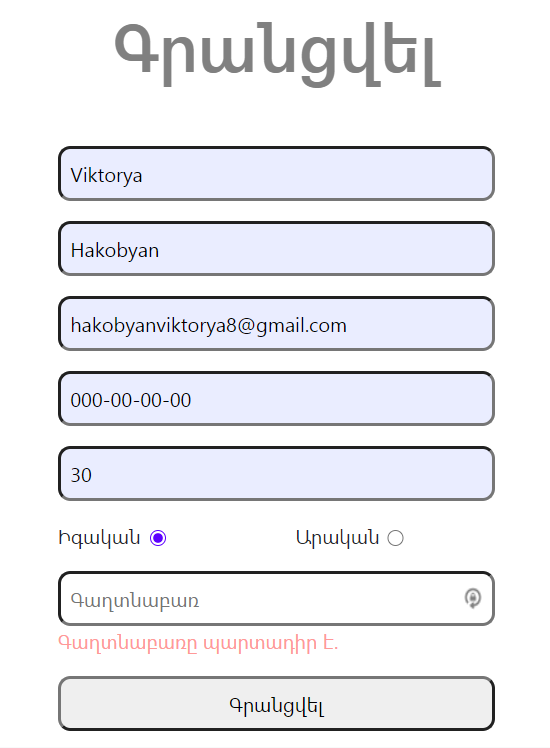 Գրանցվել
Viktorya
Hakobyan
hakobyanviktorya8@gmail.com
000-00-00-00
30
Իգական Արական
Գաղտնաբառ
Գաղտնաբառը պարտադիր է.
Գրանցվել